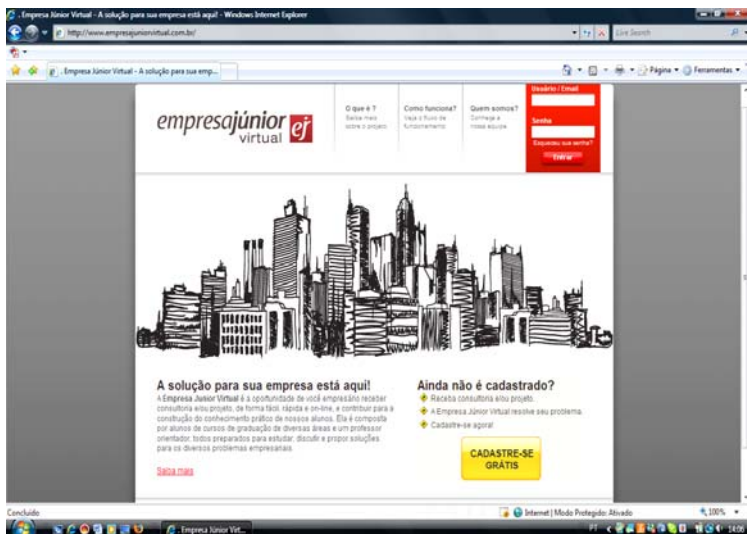 . Empresa Júnior Virtual - A solução para sua empresa está aqui! - Windows Internet Explorer
http://www.empresajuniorvirtual.com.br/
Live Search
. Empresa Júnior Virtual - A solução para sua emp...
Página
Ferramentas
empresajúnior
virtual
ej
O que é ?
Saiba mais
sobre o projeto
Como funciona?
Veja o fluxo de
funcionamento
Quem somos?
Conheça a
nossa equipe
Usuário / Email
Senha
Esqueceu sua senha?
Entrar
A solução para sua empresa está aqui!
A Empresa Junior Virtual é a oportunidade de você empresário receber
consultoria e/ou projeto, de forma fácil, rápida e on-line, e contribuir para a
construção do conhecimento prático de nossos alunos. Ela é composta
por alunos de cursos de graduação de diversas áreas e um professor
orientador, todos preparados para estudar, discutir e propor soluções
para os diversos problemas empresariais.
Saiba mais
Ainda não é cadastrado?
Receba consultoria e/ou projeto.
A Empresa Júnior Virtual resolve seu problema.
Cadastre-se agora!
CADASTRE-SE
GRÁTIS
Concluído
Internet | Modo Protegido: Ativado
100%
. Empresa Júnior Virt...
PT
14:06